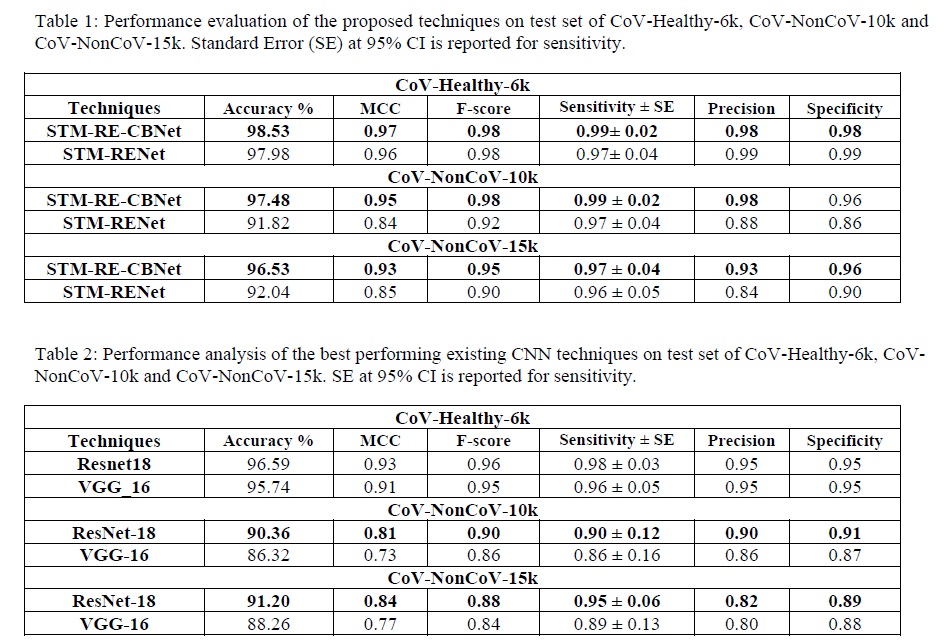 Table 1: Performance evaluation of the proposed techniques on test set of CoV-Healthy-6k, CoV-NonCoV-10k and
CoV-NonCoV-15k. Standard Error (SE) at 95% CI is reported for sensitivity.
CoV-Healthy-6k
Techniques Accuracy % MCC F-score Sensitivity ± SE Precision Specificity
STM-RE-CBNet 98.53 0.97 0.98 0.99± 0.02 0.98 0.98
STM-RENet 97.98 0.96 0.98 0.97± 0.04 0.99 0.99
CoV-NonCoV-10k
STM-RE-CBNet 97.48 0.95 0.98 0.99 ± 0.02 0.98 0.96
STM-RENet 91.82 0.84 0.92 0.97 ± 0.04 0.88 0.86
CoV-NonCoV-15k
STM-RE-CBNet 96.53 0.93 0.95 0.97 ± 0.04 0.93 0.96
STM-RENet 92.04 0.85 0.90 0.96 ± 0.05 0.84 0.90
Table 2: Performance analysis of the best performing existing CNN techniques on test set of CoV-Healthy-6k, CoV-
NonCoV-10k and CoV-NonCoV-15k. SE at 95% CI is reported for sensitivity.
CoV-Healthy-6k
Techniques Accuracy % MCC F-score Sensitivity ± SE Precision Specificity
Resnet18 96.59 0.93 0.96 0.98 ± 0.03 0.95 0.95
VGG_16 95.74 0.91 0.95 0.96 ± 0.05 0.95 0.95
CoV-NonCoV-10k
ResNet-18 90.36 0.81 0.90 0.90 ± 0.12 0.90 0.91
VGG-16 86.32 0.73 0.86 0.86 ± 0.16 0.86 0.87
CoV-NonCoV-15k
ResNet-18 91.20 0.84 0.88 0.95 ± 0.06 0.82 0.89
VGG-16 88.26 0.77 0.84 0.89 ± 0.13 0.80 0.88